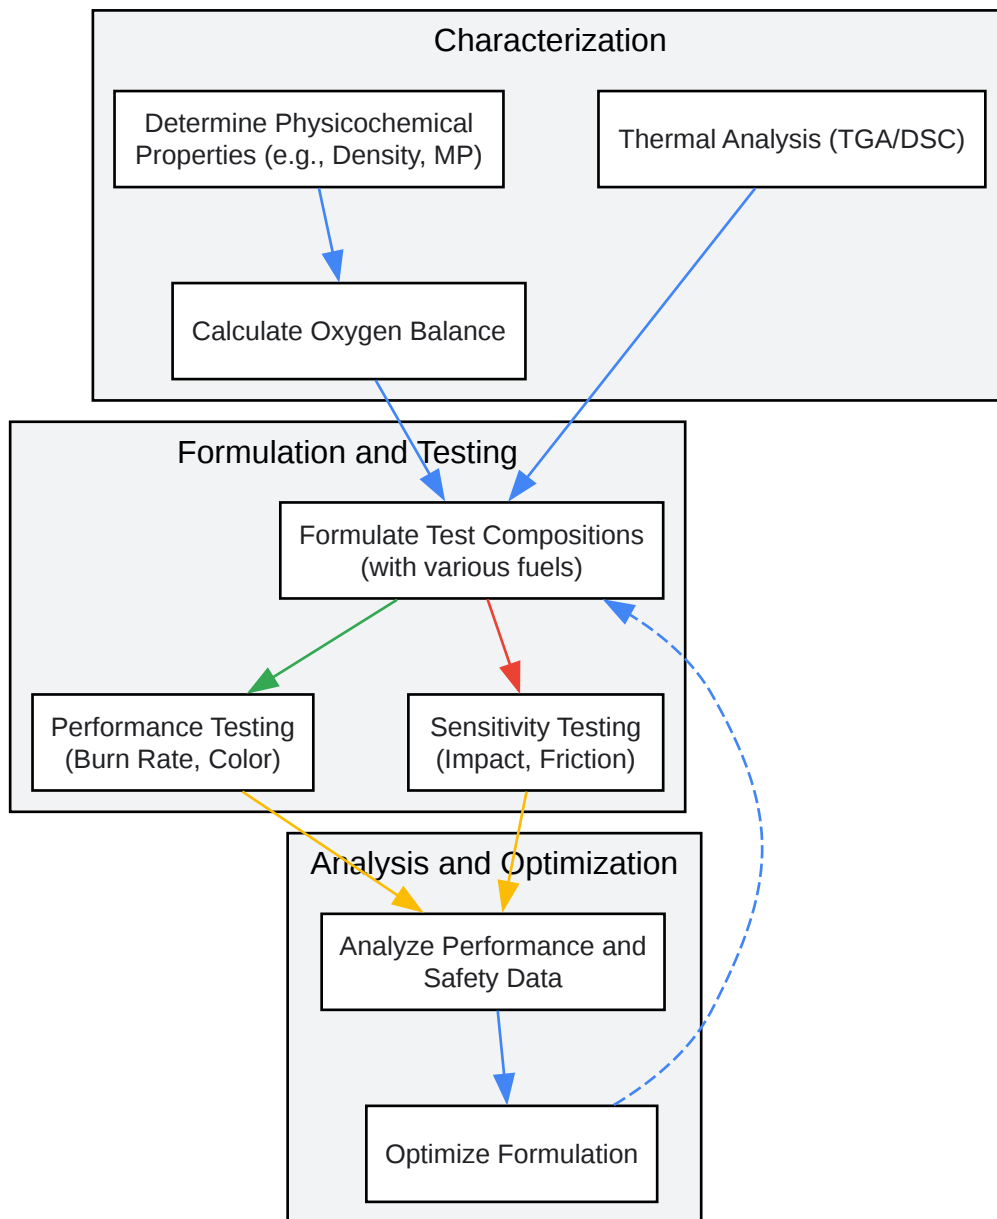 Characterization
Determine Physicochemical
Properties (e.g., Density, MP)
Thermal Analysis (TGA/DSC)
Calculate Oxygen Balance
Formulation and Testing
Formulate Test Compositions
(with various fuels)
Performance Testing
(Burn Rate, Color)
Sensitivity Testing
(Impact, Friction)
Analysis and Optimization
Analyze Performance and
Safety Data
Optimize Formulation